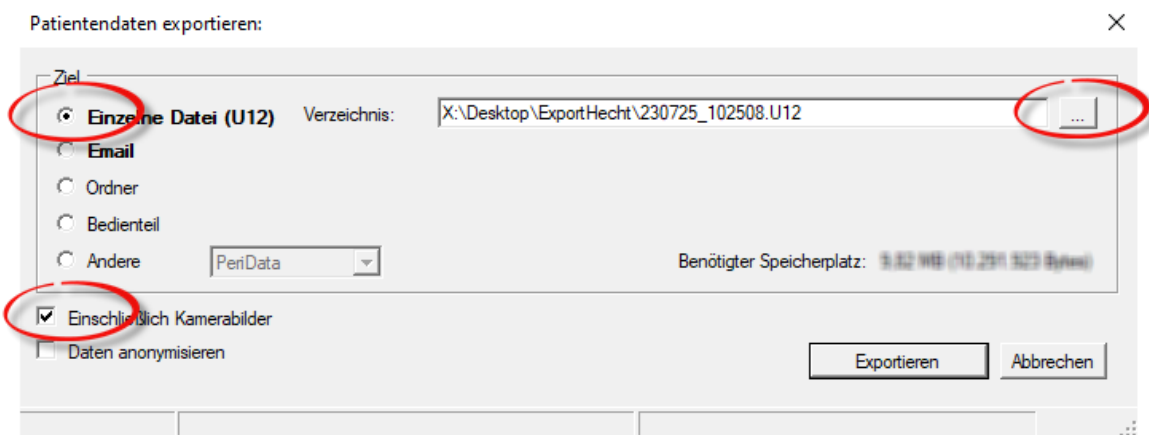 Patientendaten exportieren:
Ziel
Einzelne Datei (U12) Verzeichnis: X:\Desktop\ExportHecht\230725_102508.U12 ...
Email
Ordner
Bedienteil
Andere PeriData Benötigter Speicherplatz:
Einschließlich Kamerabilder
Daten anonymisieren
Exportieren Abbrechen